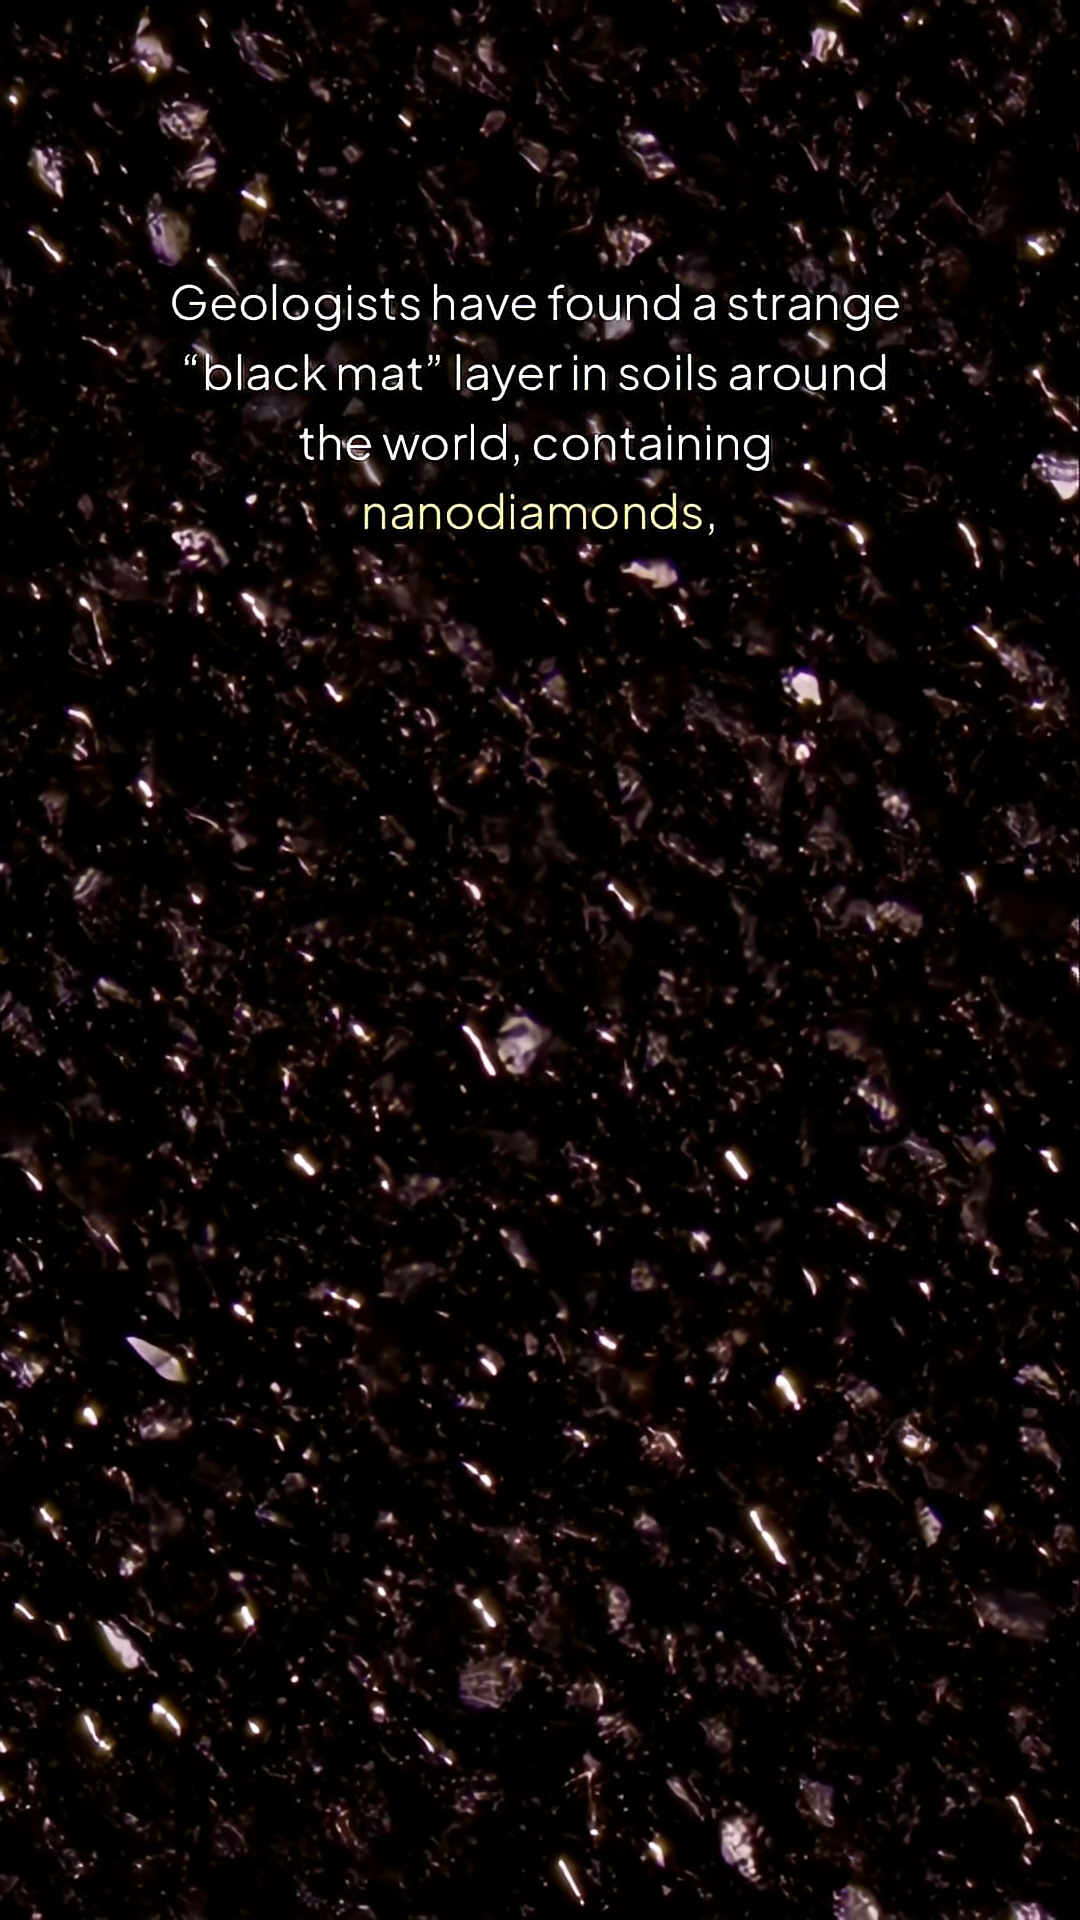 Geologists have found a strange
“black mat” layer in soils around
the world, containing
nanodiamonds,